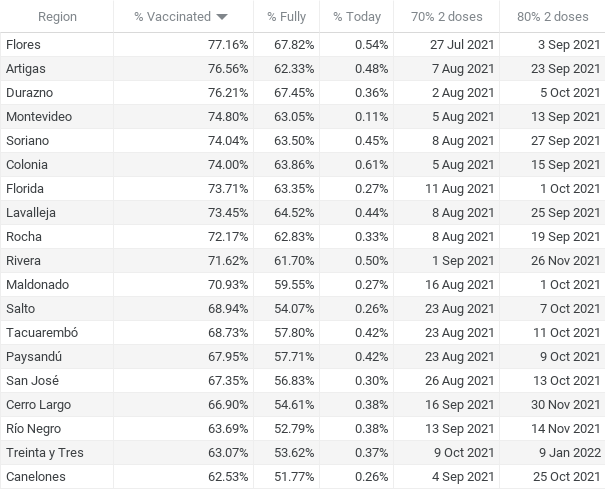 Region % Vaccinated % Fully % Today 70% 2 doses 80% 2 doses
Flores 77.16% 67.82% 0.54% 27 Jul 2021 3 Sep 2021
Artigas 76.56% 62.33% 0.48% 7 Aug 2021 23 Sep 2021
Durazno 76.21% 67.45% 0.36% 2 Aug 2021 5 Oct 2021
Montevideo 74.80% 63.05% 0.11% 5 Aug 2021 13 Sep 2021
Soriano 74.04% 63.50% 0.45% 8 Aug 2021 27 Sep 2021
Colonia 74.00% 63.86% 0.61% 5 Aug 2021 15 Sep 2021
Florida 73.71% 63.35% 0.27% 11 Aug 2021 1 Oct 2021
Lavalleja 73.45% 64.52% 0.44% 8 Aug 2021 25 Sep 2021
Rocha 72.17% 62.83% 0.33% 8 Aug 2021 19 Sep 2021
Rivera 71.62% 61.70% 0.50% 1 Sep 2021 26 Nov 2021
Maldonado 70.93% 59.55% 0.27% 16 Aug 2021 1 Oct 2021
Salto 68.94% 54.07% 0.26% 23 Aug 2021 7 Oct 2021
Tacuarembó 68.73% 57.80% 0.42% 23 Aug 2021 11 Oct 2021
Paysandú 67.95% 57.71% 0.42% 23 Aug 2021 9 Oct 2021
San José 67.35% 56.83% 0.30% 26 Aug 2021 13 Oct 2021
Cerro Largo 66.90% 54.61% 0.38% 16 Sep 2021 30 Nov 2021
Río Negro 63.69% 52.79% 0.38% 13 Sep 2021 14 Nov 2021
Treinta y Tres 63.07% 53.62% 0.37% 9 Oct 2021 9 Jan 2022
Canelones 62.53% 51.77% 0.26% 4 Sep 2021 25 Oct 2021